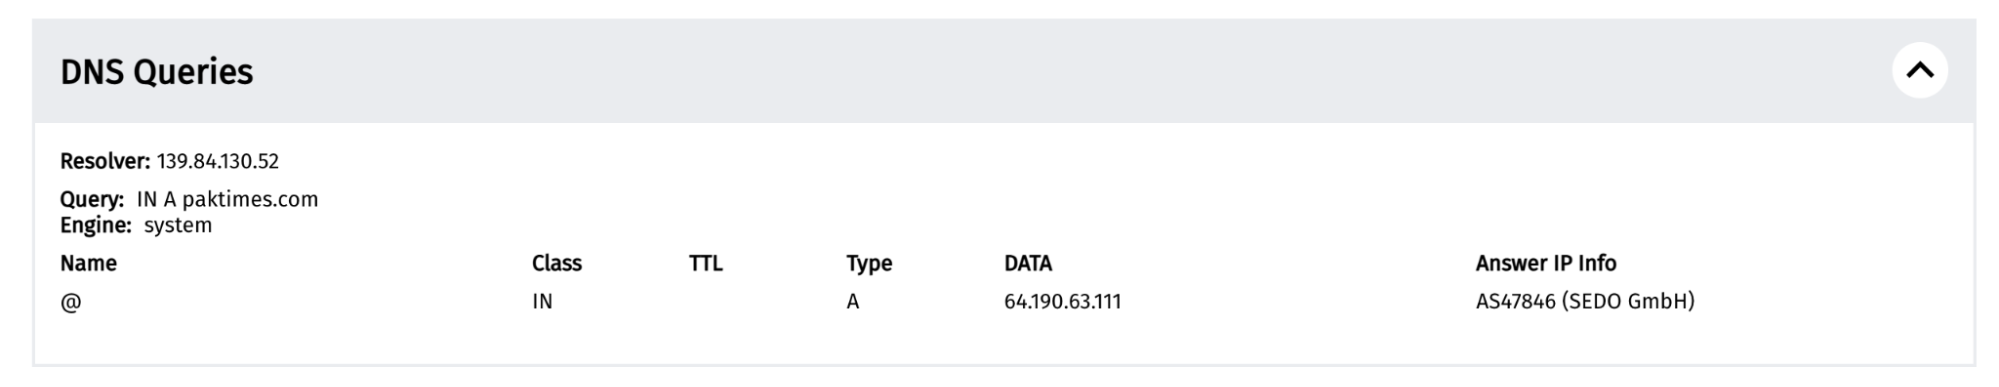 DNS Queries
Resolver: 139.84.130.52
Query: IN A paktimes.com
Engine: system
Name Class TTL Type DATA Answer IP Info
@ IN A 64.190.63.111 AS47846 (SEDO GmbH)